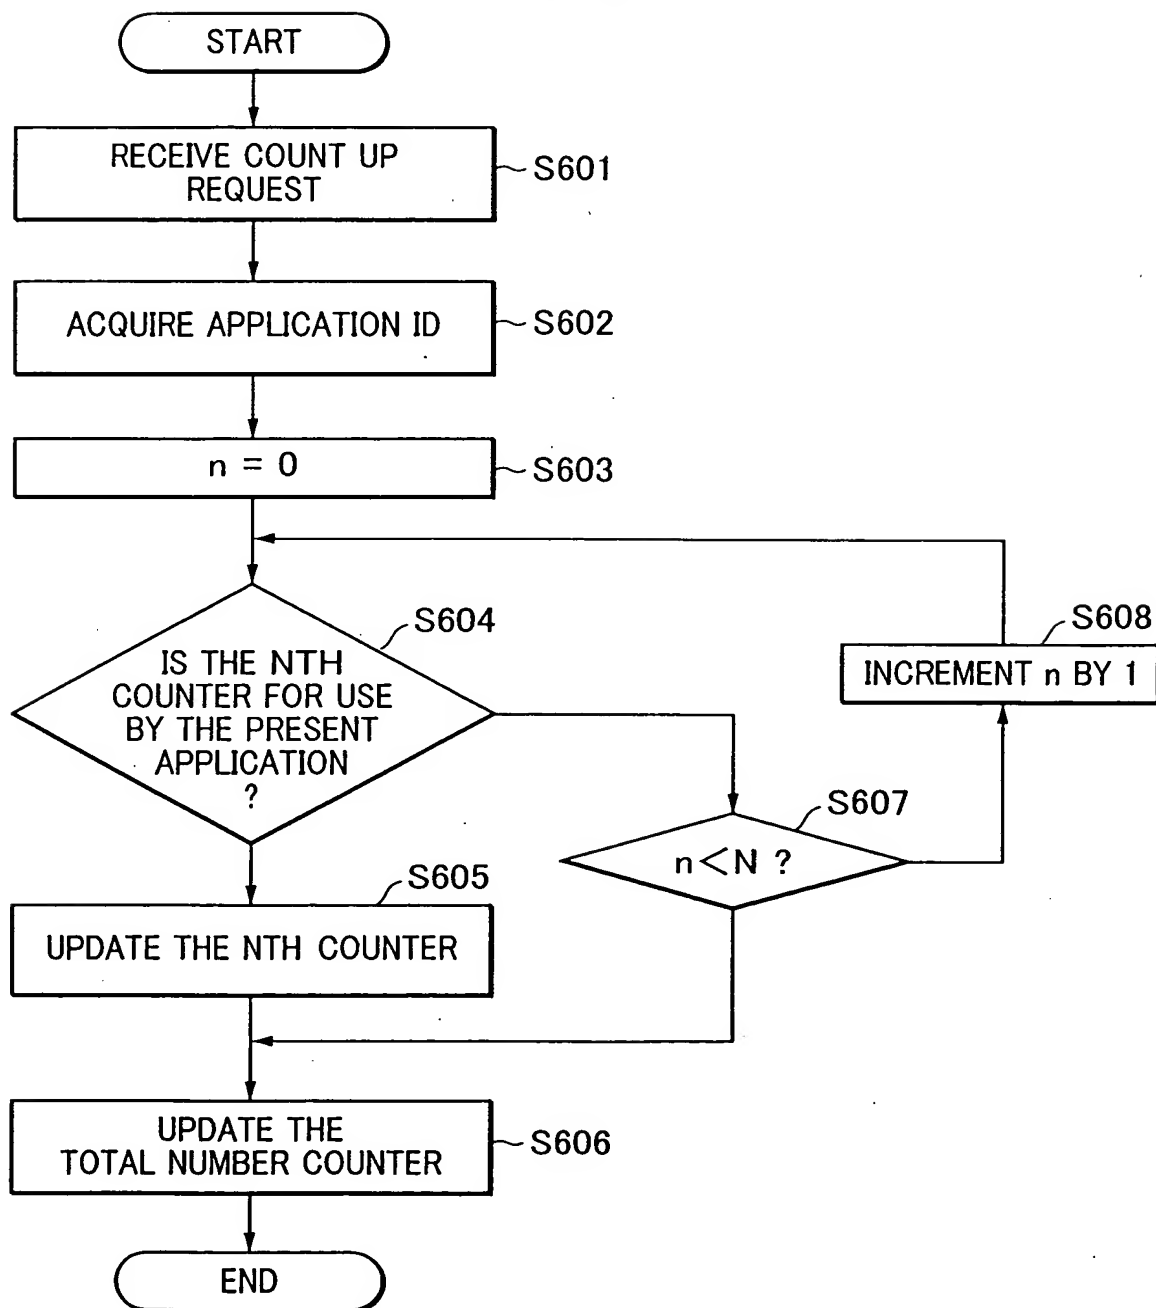 START
RECEIVE COUNT UP
REQUEST
S601
ACQUIRE APPLICATION ID
S602
n = 0
S603
S604
IS THE NTH
COUNTER FOR USE
BY THE PRESENT
APPLICATION
?
S608
INCREMENT n BY 1
S607
n<N ?
S605
UPDATE THE NTH COUNTER
UPDATE THE
TOTAL NUMBER COUNTER
S606
END